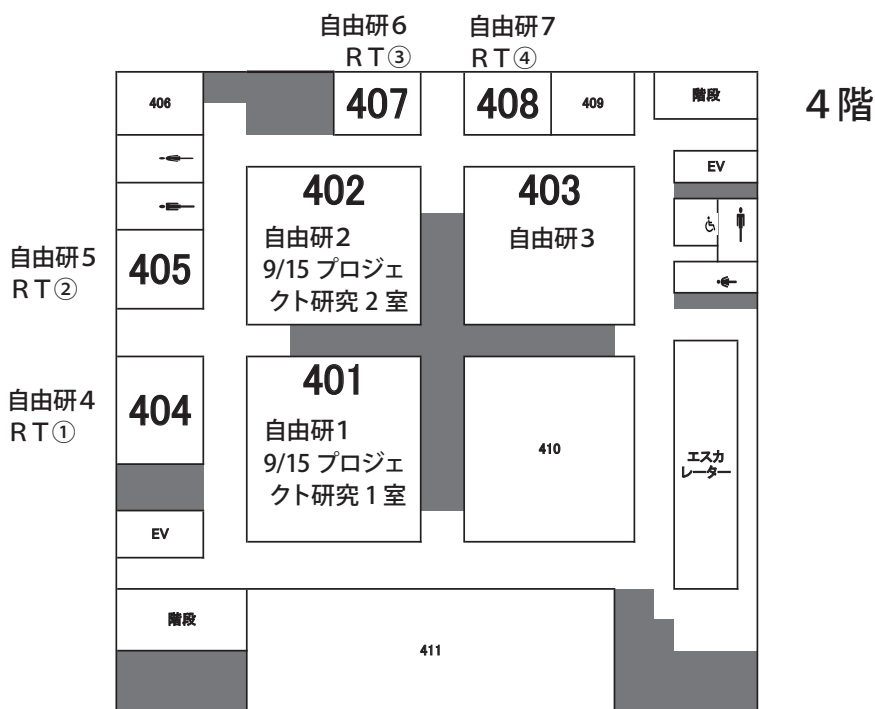 自由研6
ＲＴ③
自由研7
ＲＴ④
4階
406
407
408
409
階段
EV
402
自由研2
9/15 プロジェ
クト研究 2 室
403
自由研3
自由研5
ＲＴ②
405
自由研4
ＲＴ①
404
401
自由研1
9/15 プロジェ
クト研究 1 室
410
エスカ
レーター
EV
階段
411